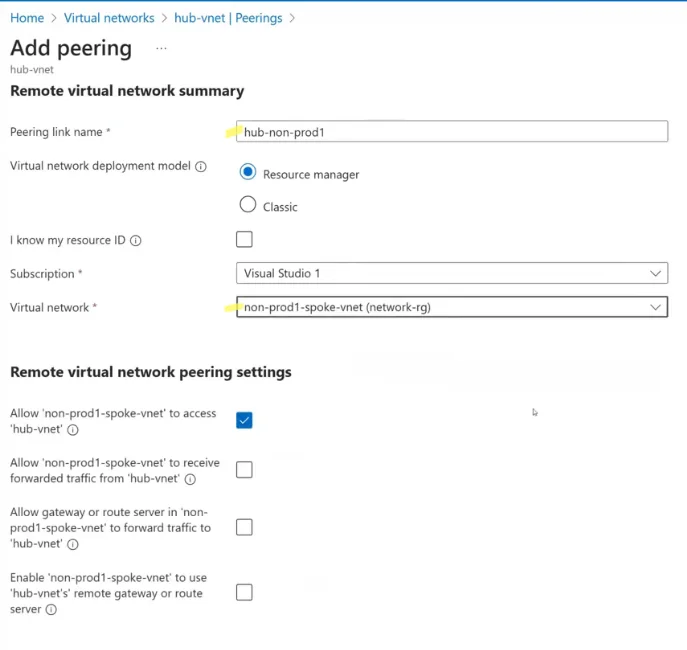 Home > Virtual networks > hub-vnet | Peerings >
Add peering ...
hub-vnet
Remote virtual network summary
Peering link name * hub-non-prod1
Virtual network deployment model Resource manager
Classic
I know my resource ID
Subscription * Visual Studio 1
Virtual network * non-prod1-spoke-vnet (network-rg)
Remote virtual network peering settings
Allow 'non-prod1-spoke-vnet' to access
'hub-vnet'
Allow 'non-prod1-spoke-vnet' to receive
forwarded traffic from 'hub-vnet'
Allow gateway or route server in 'non-
prod1-spoke-vnet' to forward traffic to
'hub-vnet'
Enable 'non-prod1-spoke-vnet' to use
'hub-vnet's' remote gateway or route
server